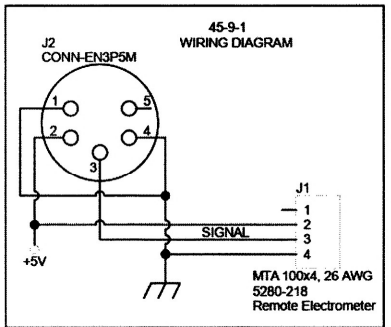 45-9-1
WIRING DIAGRAM
J2
CONN-EN3P5M
1
5
2
4
3
J1
1
SIGNAL
2
3
4
+5V
MTA 100x4, 26 AWG
5280-218
Remote Electrometer